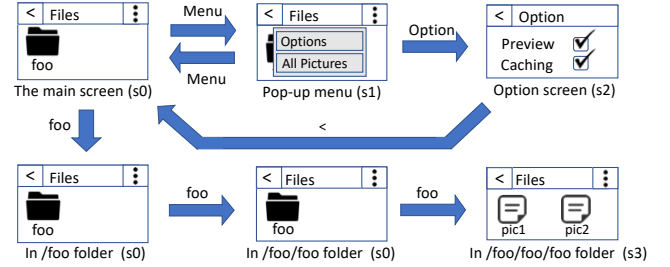 < Files
foo
The main screen (s0)
Menu
Menu
< Files
Options
All Pictures
Pop-up menu (s1)
Option
< Option
Preview
Caching
Option screen (s2)
foo
<
< Files
foo
In /foo folder (s0)
foo
< Files
foo
In /foo/foo folder (s0)
foo
< Files
pic1 pic2
In /foo/foo/foo folder (s3)